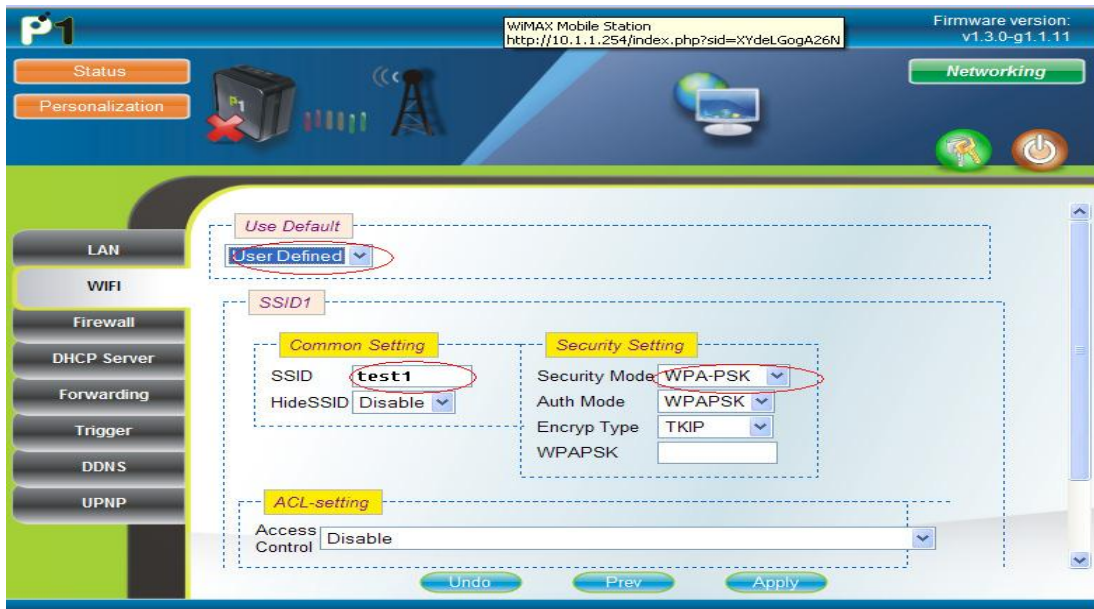 P1
WiMAX Mobile Station
http://10.1.1.254/index.php?sid=XYdeLGogA26N
Firmware version:
v1.3.0-g1.1.11
Status
Personalization
P1
Networking
LAN
WIFI
Firewall
DHCP Server
Forwarding
Trigger
DDNS
UPNP
Use Default
User Defined
SSID1
Common Setting
SSID test1
HideSSID Disable
Security Setting
Security Mode WPA-PSK
Auth Mode WPAPSK
Encryp Type TKIP
WPAPSK
ACL-setting
Access Control Disable
Undo Prev Apply